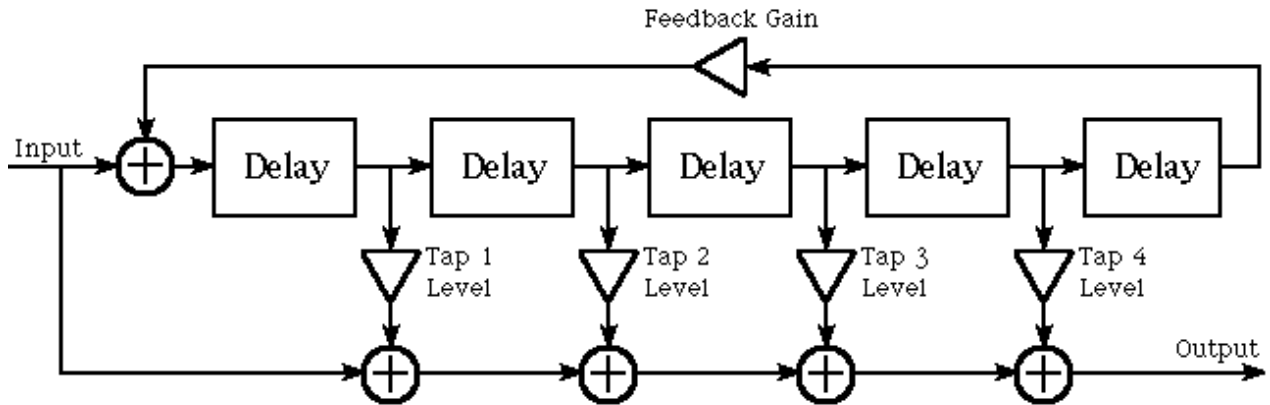 Feedback Gain
Input
Delay
Delay
Delay
Delay
Delay
Tap 1
Level
Tap 2
Level
Tap 3
Level
Tap 4
Level
Output